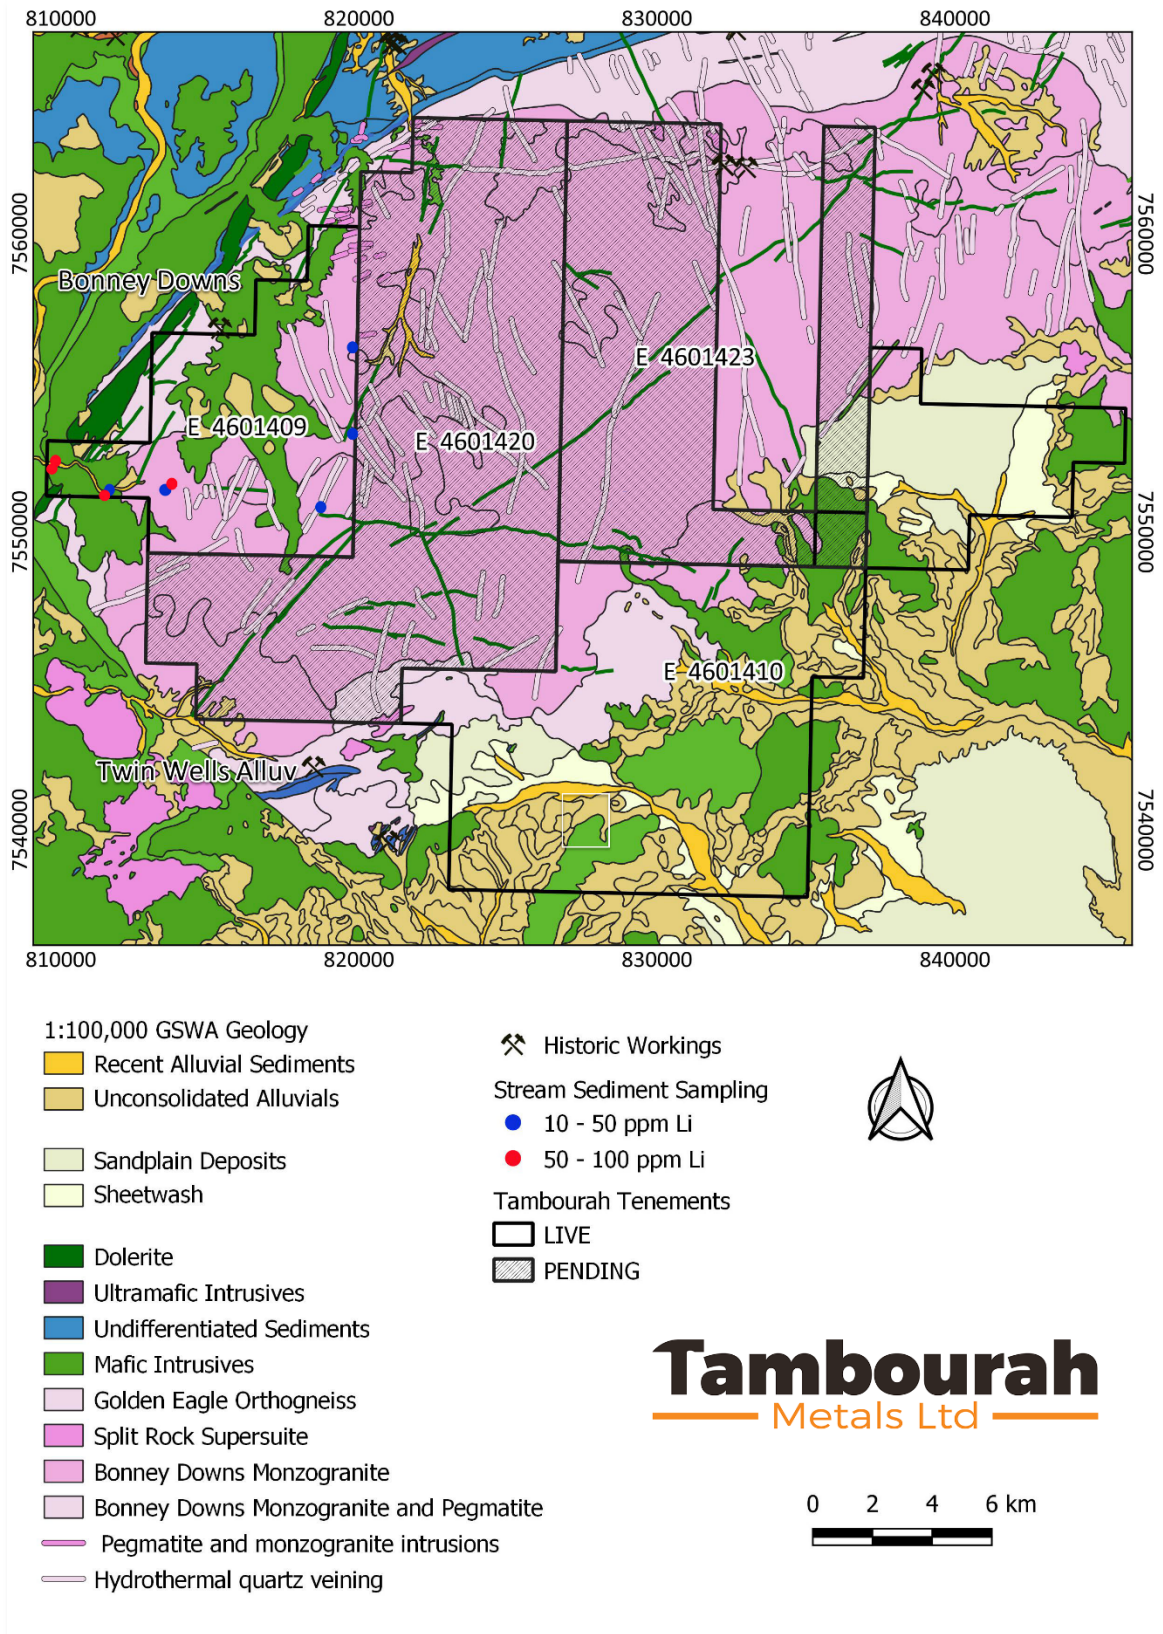 810000 820000 830000 840000
7560000
7560000
Bonney Downs
E 4601423
E 4601409
E 4601420
7550000
7550000
E 4601410
Twin Wells Alluv
7540000
7540000
810000 820000 830000 840000
1:100,000 GSWA Geology
Recent Alluvial Sediments
Unconsolidated Alluvials
Sandplain Deposits
Sheetwash
Dolerite
Ultramafic Intrusives
Undifferentiated Sediments
Mafic Intrusives
Golden Eagle Orthogneiss
Split Rock Supersuite
Bonney Downs Monzogranite
Bonney Downs Monzogranite and Pegmatite
Pegmatite and monzogranite intrusions
Hydrothermal quartz veining
Historic Workings
Stream Sediment Sampling
10 - 50 ppm Li
50 - 100 ppm Li
Tambourah Tenements
LIVE
PENDING
Tambourah
Metals Ltd
0 2 4 6 km